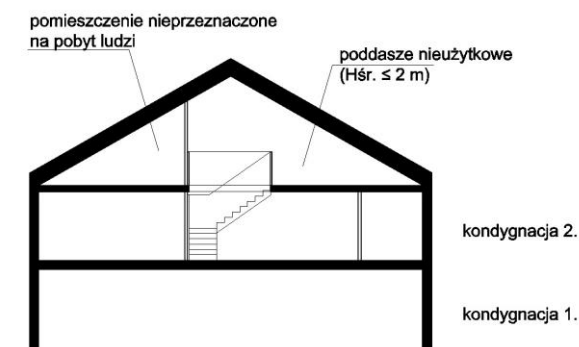 pomieszczenie nieprzeznaczone
na pobyt ludzi
poddasze nieużytkowe
(Hśr. ≤ 2 m)
kondygnacja 2.
kondygnacja 1.